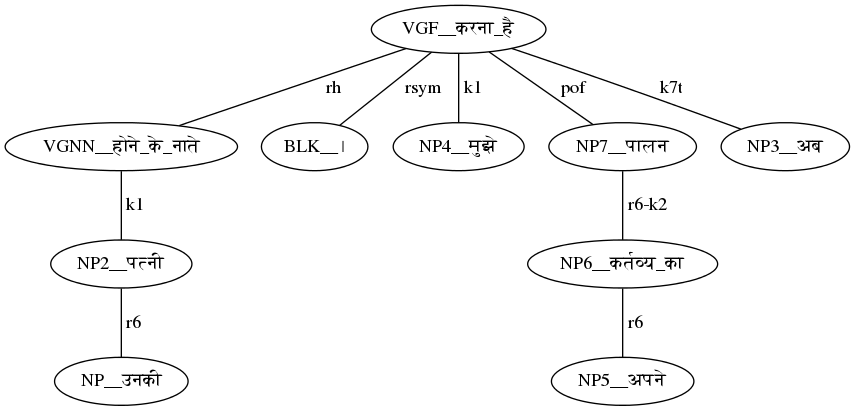 VGF__करना_है
rh rsym k1 pof k7t
VGNN__होने_के_नाते BLK__। NP4__मुझे NP7__पालन NP3__अब
k1 r6-k2
NP2__पत्नी NP6__कर्तव्य_का
r6 r6
NP__उनकी NP5__अपने